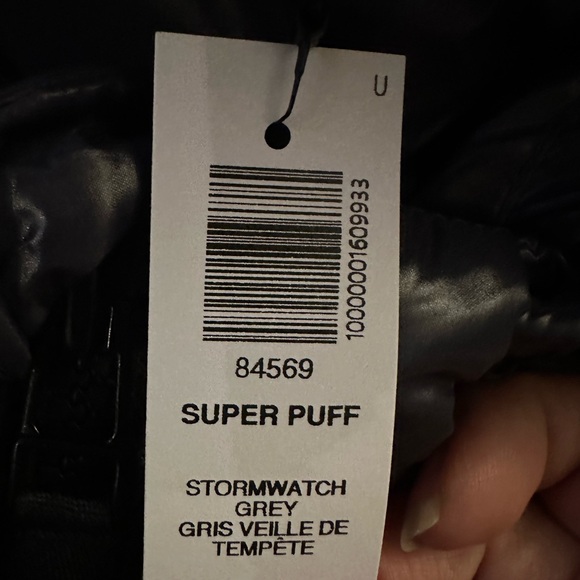 U
10000001609933
84569
SUPER PUFF
STORMWATCH
GREY
GRIS VEILLE DE
TEMPÊTE